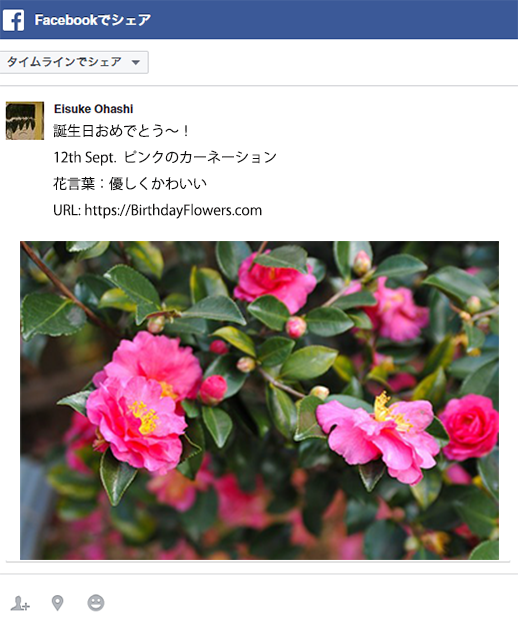 Facebookでシェア
タイムラインでシェア
Eisuke Ohashi
誕生日おめでとう〜！
12th Sept. ピンクのカーネーション
花言葉：優しくかわいい
URL: https://BirthdayFlowers.com